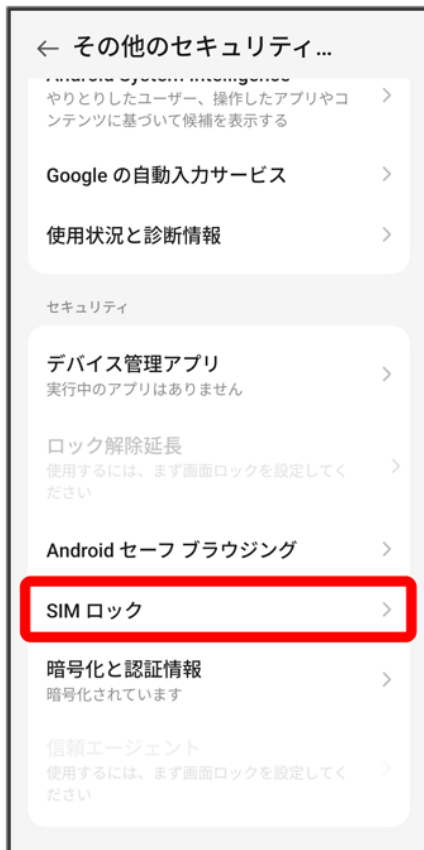 ← その他のセキュリティ...
Android System Intelligence
やりとりしたユーザー、操作したアプリやコ
ンテンツに基づいて候補を表示する
Google の自動入力サービス
使用状況と診断情報
セキュリティ
デバイス管理アプリ
実行中のアプリはありません
ロック解除延長
使用するには、まず画面ロックを設定してく
ださい
Android セーフ ブラウジング
SIM ロック
暗号化と認証情報
暗号化されています
信頼エージェント
使用するには、まず画面ロックを設定してく
ださい